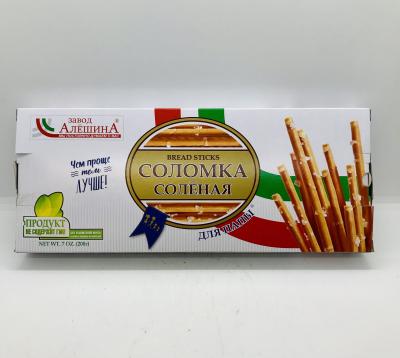 ЗАВОД
АЛЁШИНА
Чем проще
тем
ЛУЧШЕ!
BREAD STICKS
СОЛОМКА
СОЛЕНАЯ
ДЛЯ ПАПЫ
ПРОДУКТ
НЕ СОДЕРЖИТ ГМО
NET WT. 7 OZ. (200г)